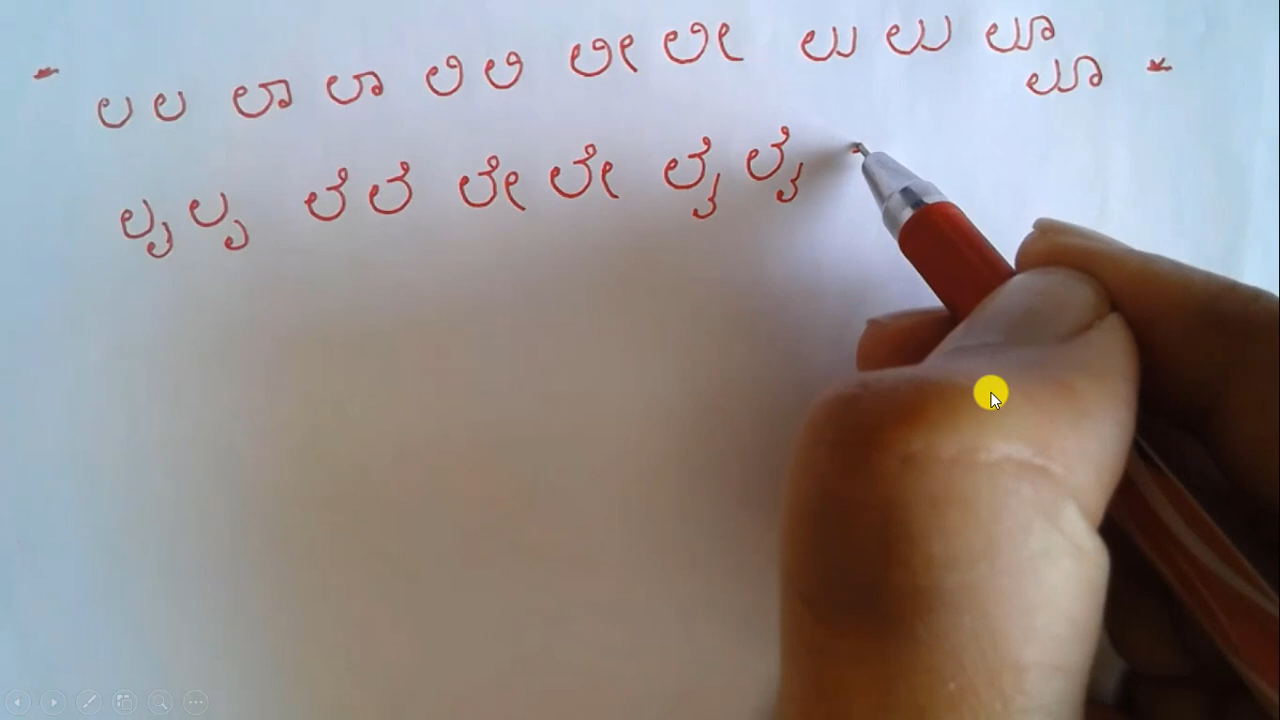 ಲ ಲ ಲಾ ಲಾ ಲಿ ಲಿ ಲೀ ಲೀ ಲು ಲು ಲೂ
ಲೂ
ಲೃ ಲೃ ಲೆ ಲೆ ಲೇ ಲೇ ಲೈ ಲೈ